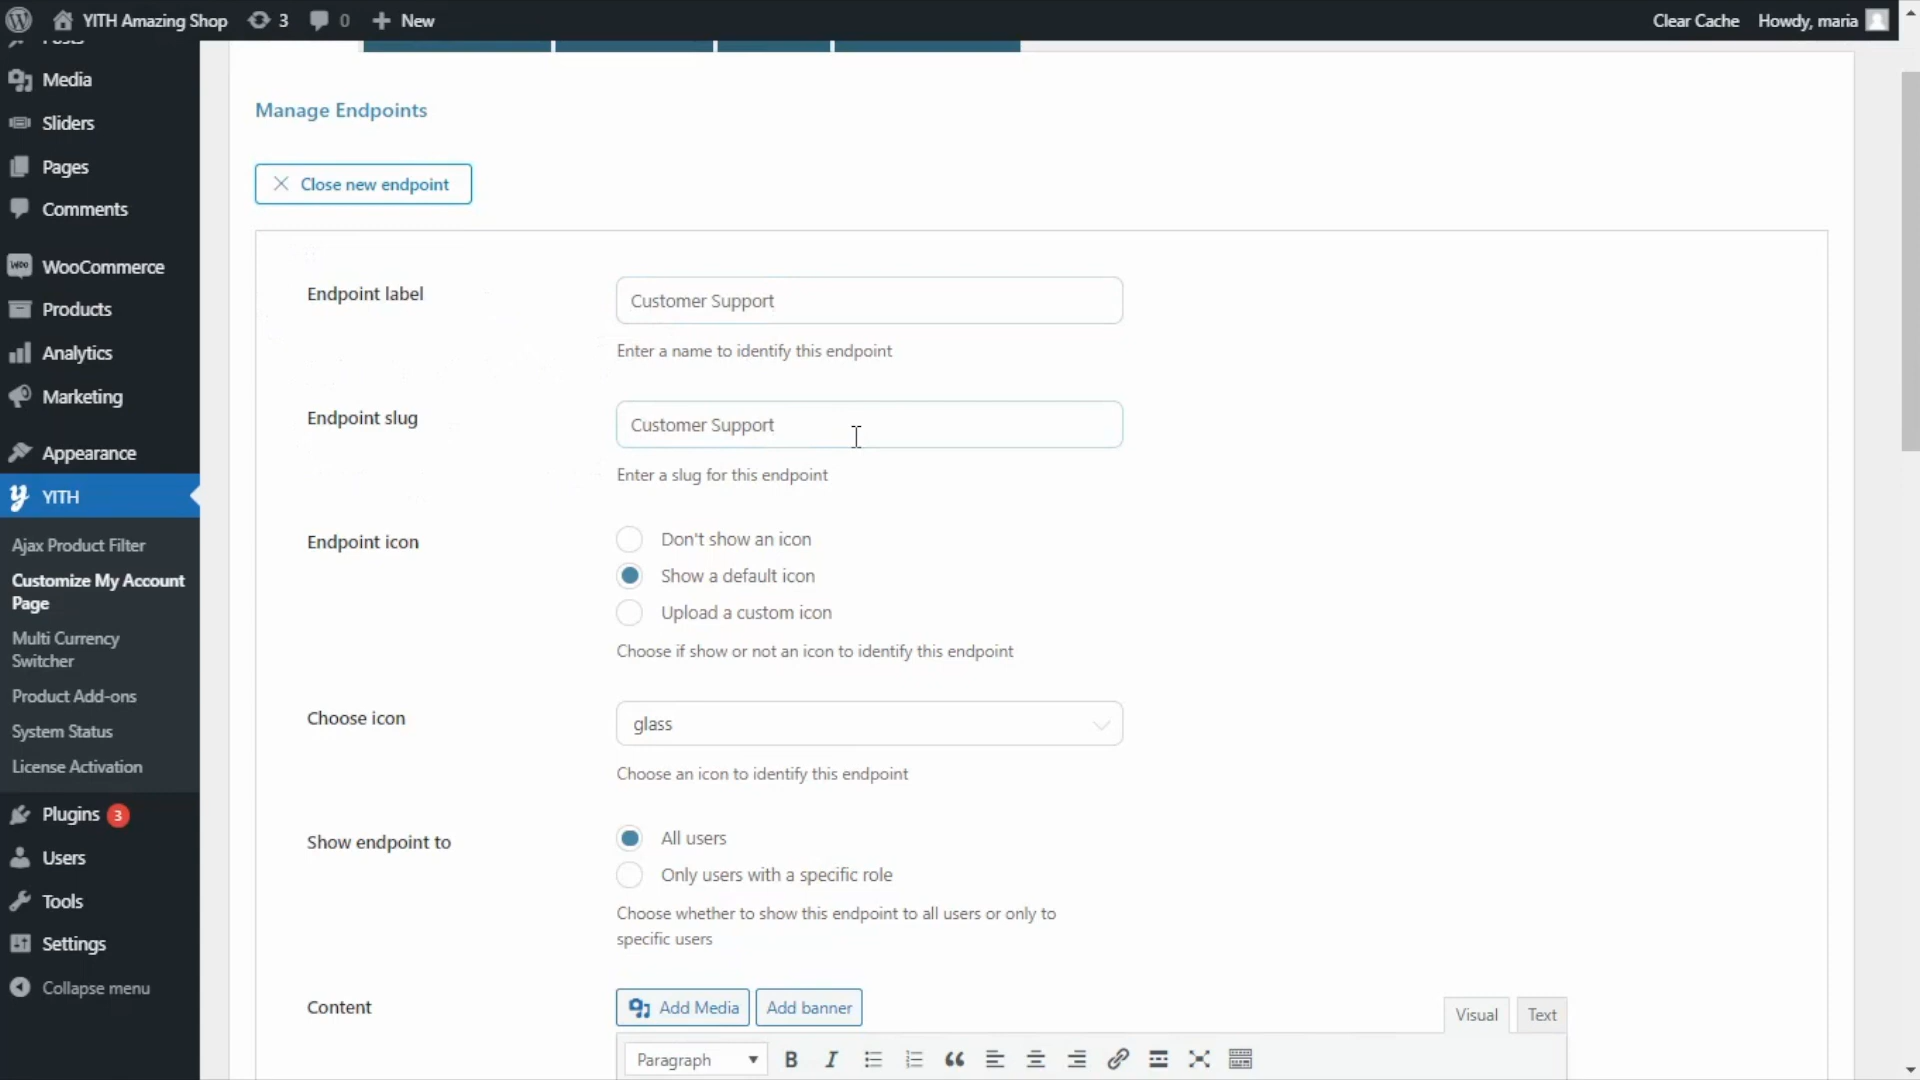 YITH Amazing Shop 3 0 New Clear Cache Howdy, maria
Posts
Media
Sliders
Pages
Comments
WooCommerce
Products
Analytics
Marketing
Appearance
YITH
Ajax Product Filter
Customize My Account
Page
Multi Currency
Switcher
Product Add-ons
System Status
License Activation
Plugins 3
Users
Tools
Settings
Collapse menu
Manage Endpoints
Close new endpoint
Endpoint label
Customer Support
Enter a name to identify this endpoint
Endpoint slug
Customer Support
Enter a slug for this endpoint
Endpoint icon
Don't show an icon
Show a default icon
Upload a custom icon
Choose if show or not an icon to identify this endpoint
Choose icon
glass
Choose an icon to identify this endpoint
Show endpoint to
All users
Only users with a specific role
Choose whether to show this endpoint to all users or only to
specific users
Content
Add Media Add banner
Visual Text
Paragraph B I